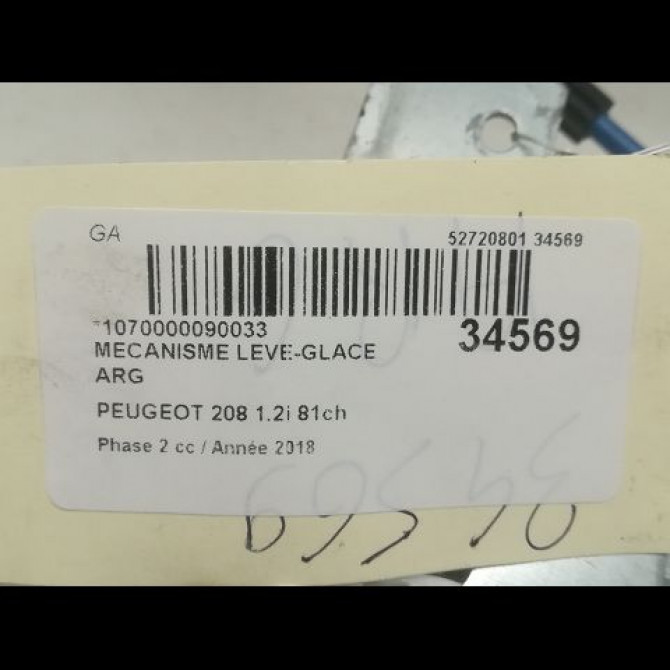 GA
52720801 34569
1070000090033
34569
MECANISME LEVE-GLACE
ARG
PEUGEOT 208 1.2i 81ch
Phase 2 cc / Année 2018
34569